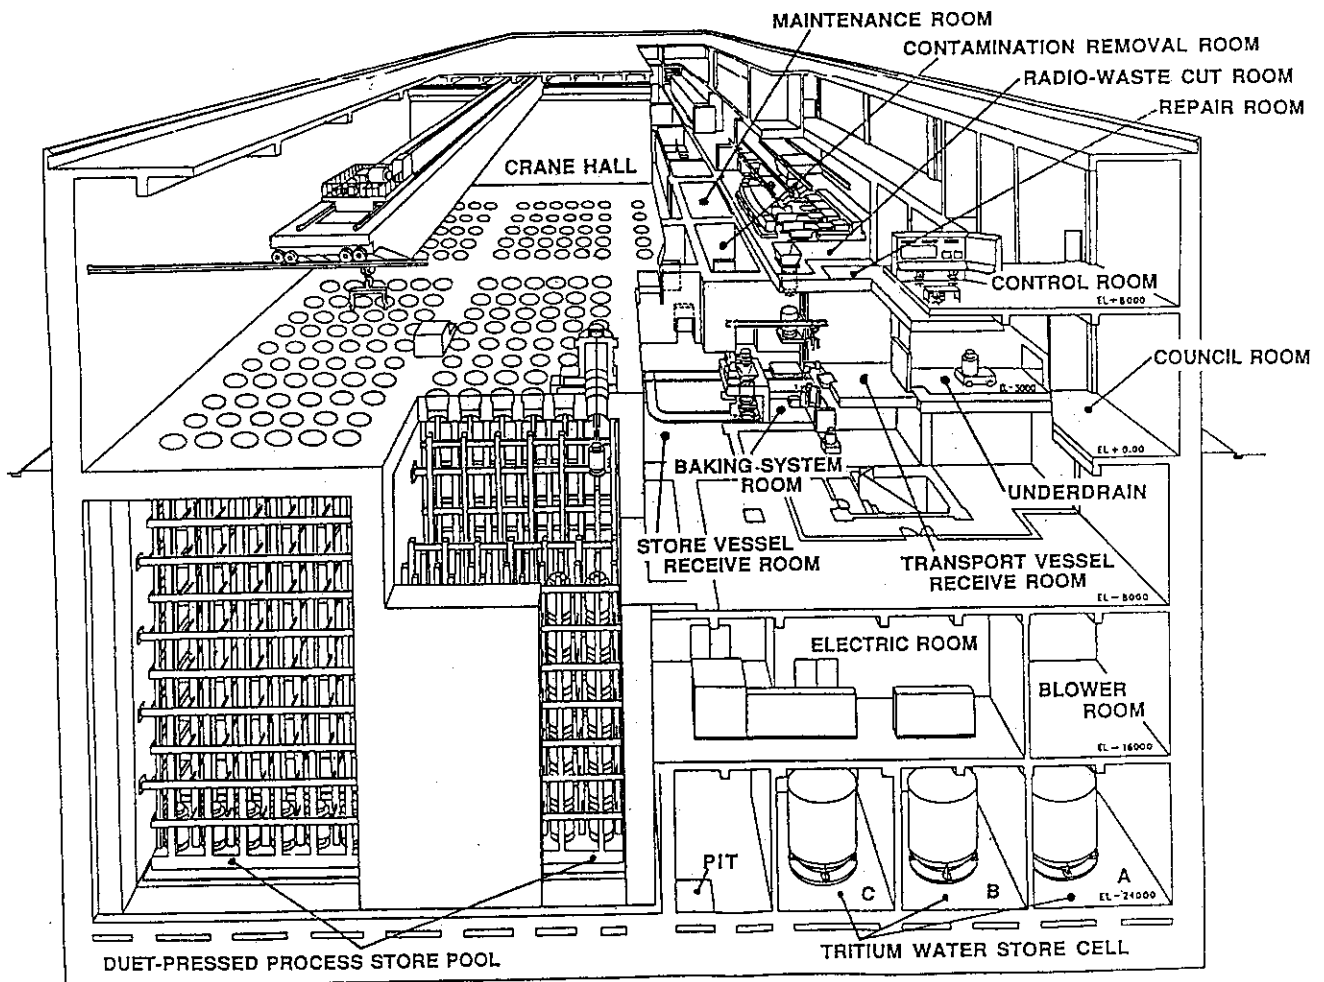 MAINTENANCE ROOM
CONTAMINATION REMOVAL ROOM
RADIO-WASTE CUT ROOM
REPAIR ROOM
CRANE HALL
CONTROL ROOM
EL+8000
COUNCIL ROOM
EL-3000
EL+0.00
BAKING-SYSTEM
ROOM
UNDERDRAIN
STORE VESSEL
RECEIVE ROOM
TRANSPORT VESSEL
RECEIVE ROOM
EL-8000
ELECTRIC ROOM
BLOWER
ROOM
EL-16000
PIT
C
B
A
EL-24000
DUET-PRESSED PROCESS STORE POOL
TRITIUM WATER STORE CELL